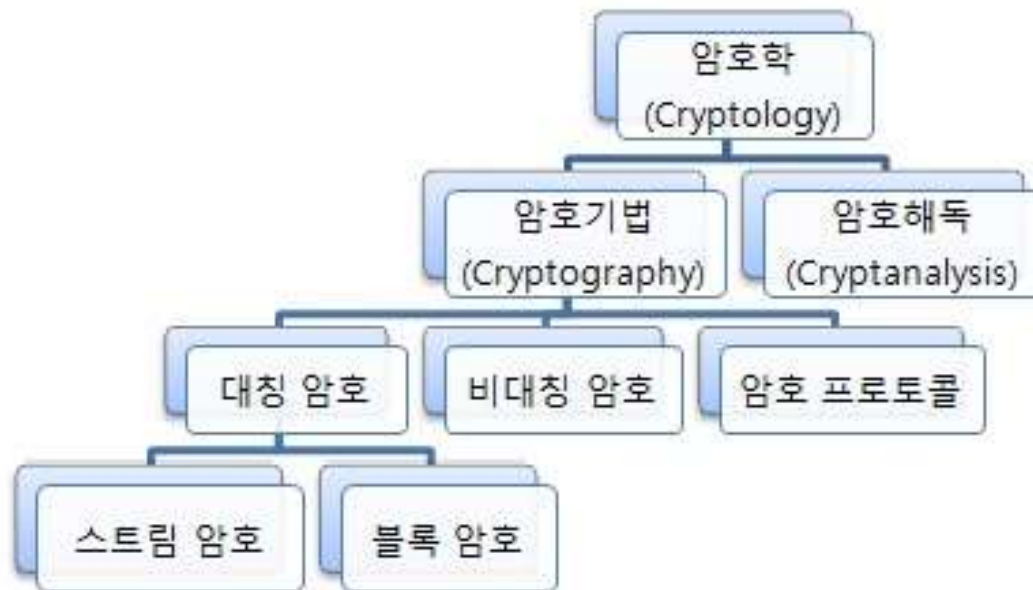 암호학
(Cryptology)
암호기법
(Cryptography)
암호해독
(Cryptanalysis)
대칭 암호
비대칭 암호
암호 프로토콜
스트림 암호
블록 암호